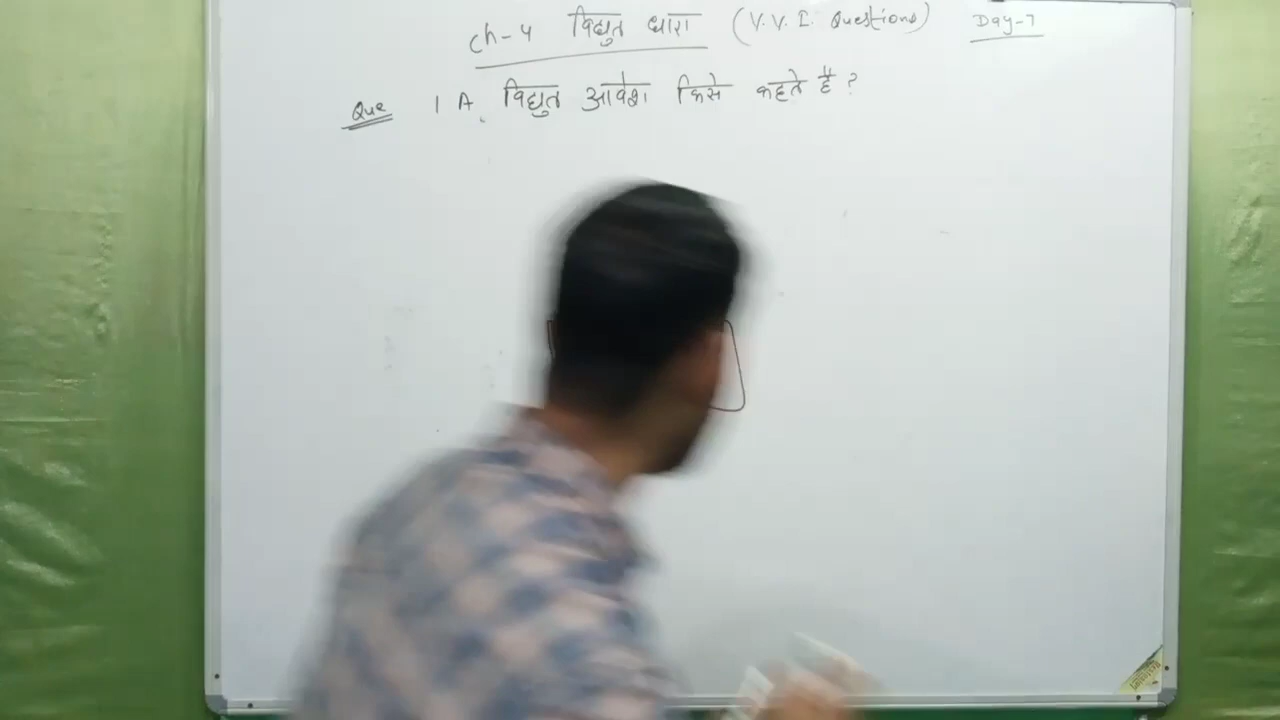 Ch-4 विद्युत धारा (V.V.I. Questions) Day-7
Que 1 A. विद्युत आवेश किसे कहते है ?